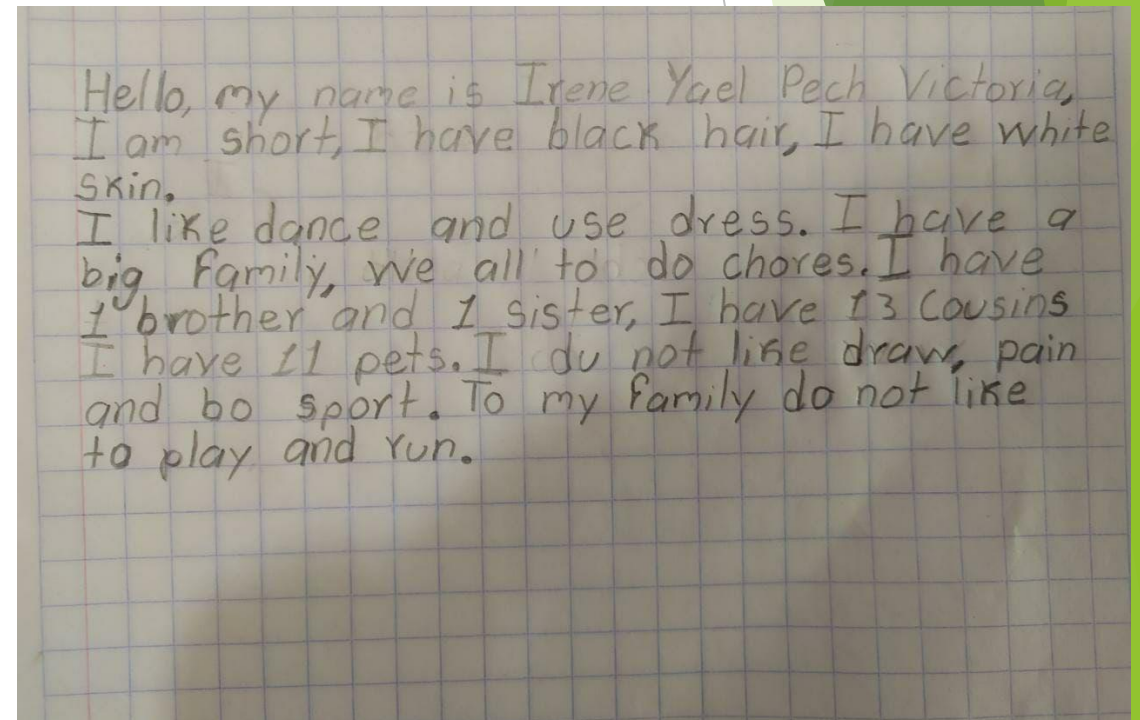 Hello, my name is Irene Yael Pech Victoria,
I am short, I have black hair, I have white
skin.
I like dance and use dress. I have a
big family, we all to do chores. I have
1 brother and 1 sister, I have 13 cousins
I have 11 pets. I du not like draw, pain
and bo sport. To my family do not like
to play and run.